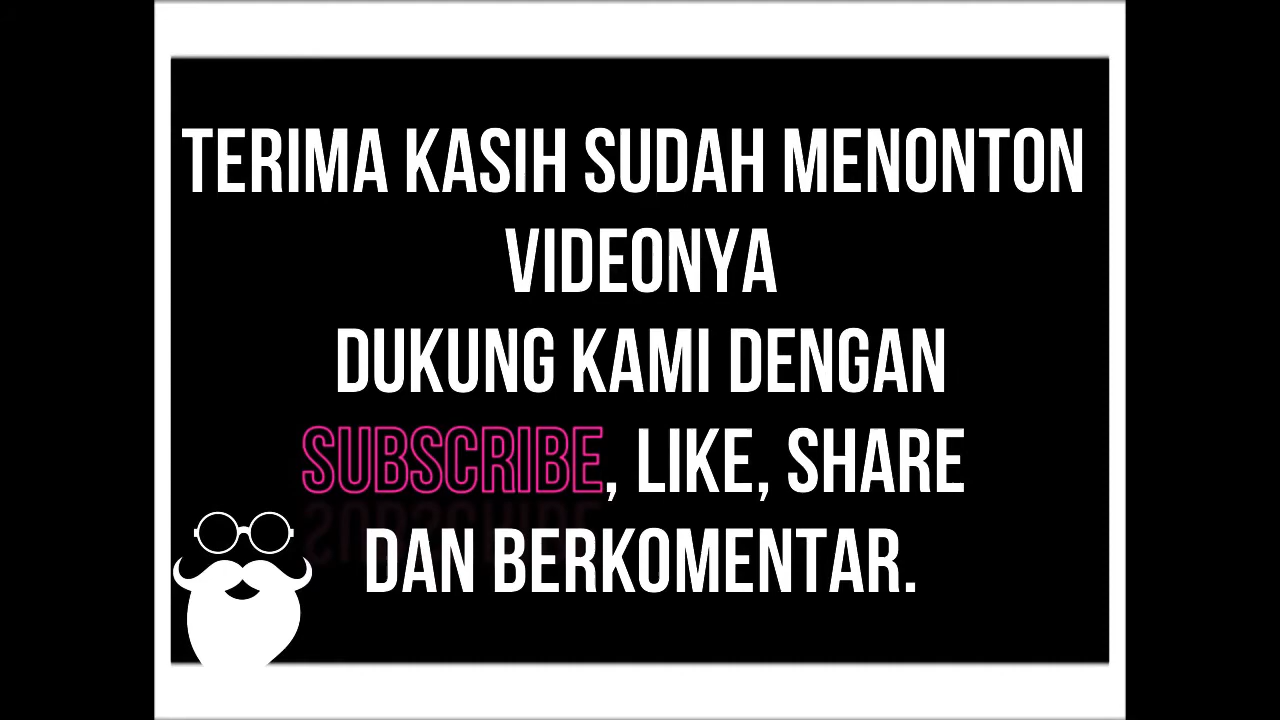 TERIMA KASIH SUDAH MENONTON
VIDEONYA
DUKUNG KAMI DENGAN
SUBSCRIBE, LIKE, SHARE
DAN BERKOMENTAR.